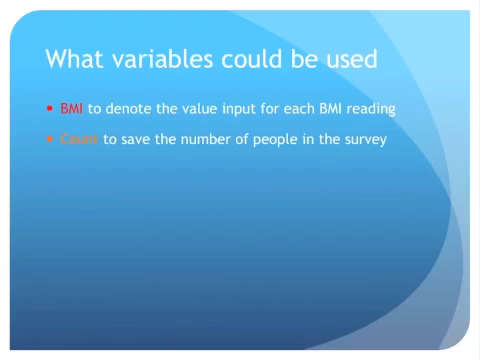 What variables could be used
BMI to denote the value input for each BMI reading
Count to save the number of people in the survey